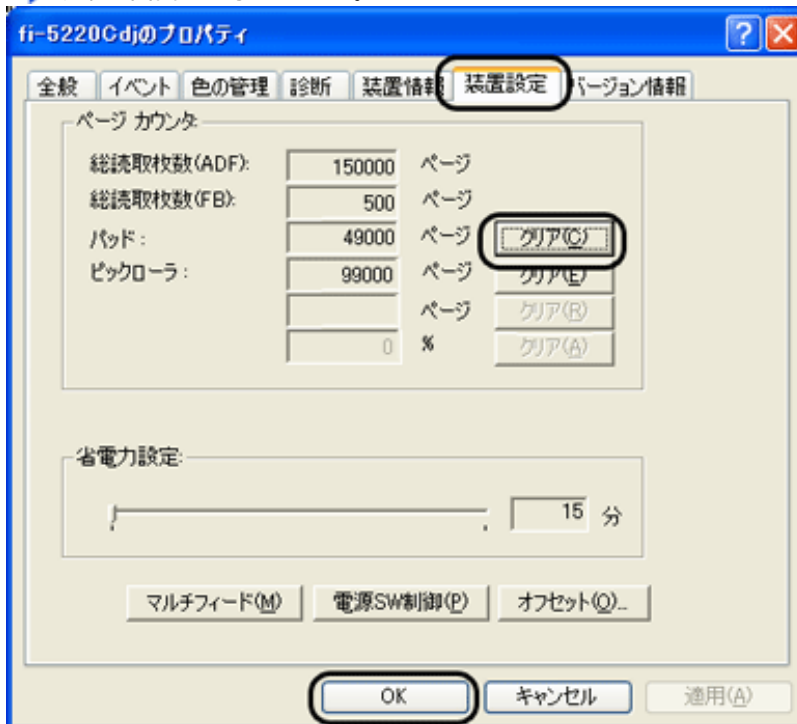 fi-5220Cdjのプロパティ
全般 イベント 色の管理 診断 装置情報 装置設定 バージョン情報
ページ カウンタ:
総読取枚数(ADF): 150000 ページ
総読取枚数(FB): 500 ページ
パッド: 49000 ページ クリア(C)
ピックローラ: 99000 ページ クリア(E)
ページ クリア(R)
0 % クリア(A)
省電力設定:
15 分
マルチフィード(M) 電源SW制御(P) オフセット(O)...
OK キャンセル 適用(A)